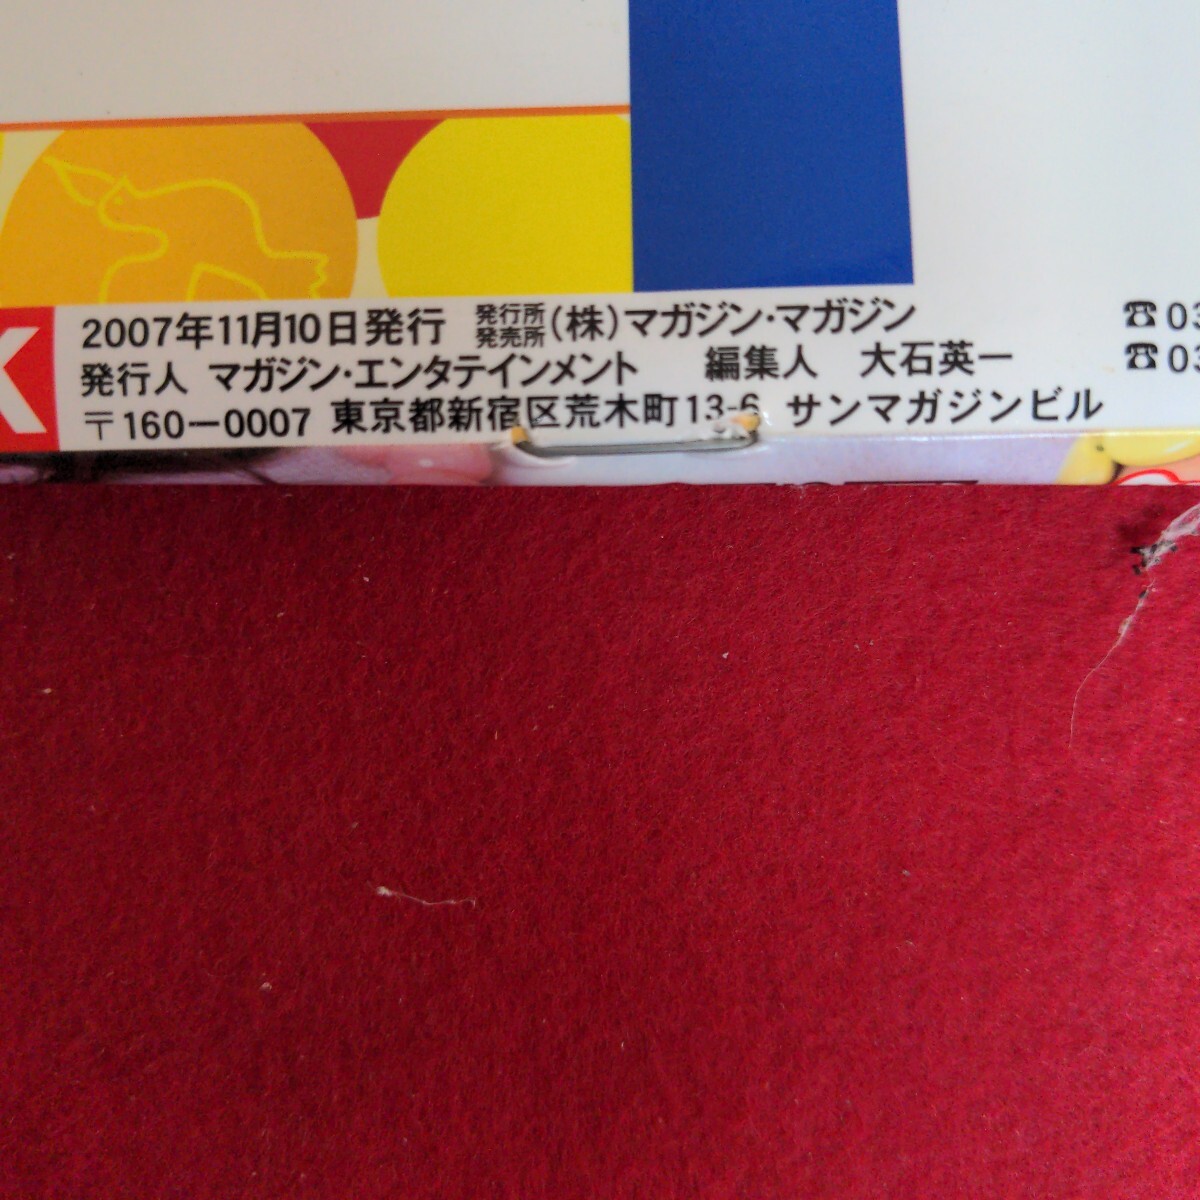 K
2007年11月10日発行 発行所 (株)マガジン・マガジン ☎03
発売所 ☎03
発行人 マガジン・エンタテインメント 編集人 大石英一
〒160-0007 東京都新宿区荒木町13-6 サンマガジンビル